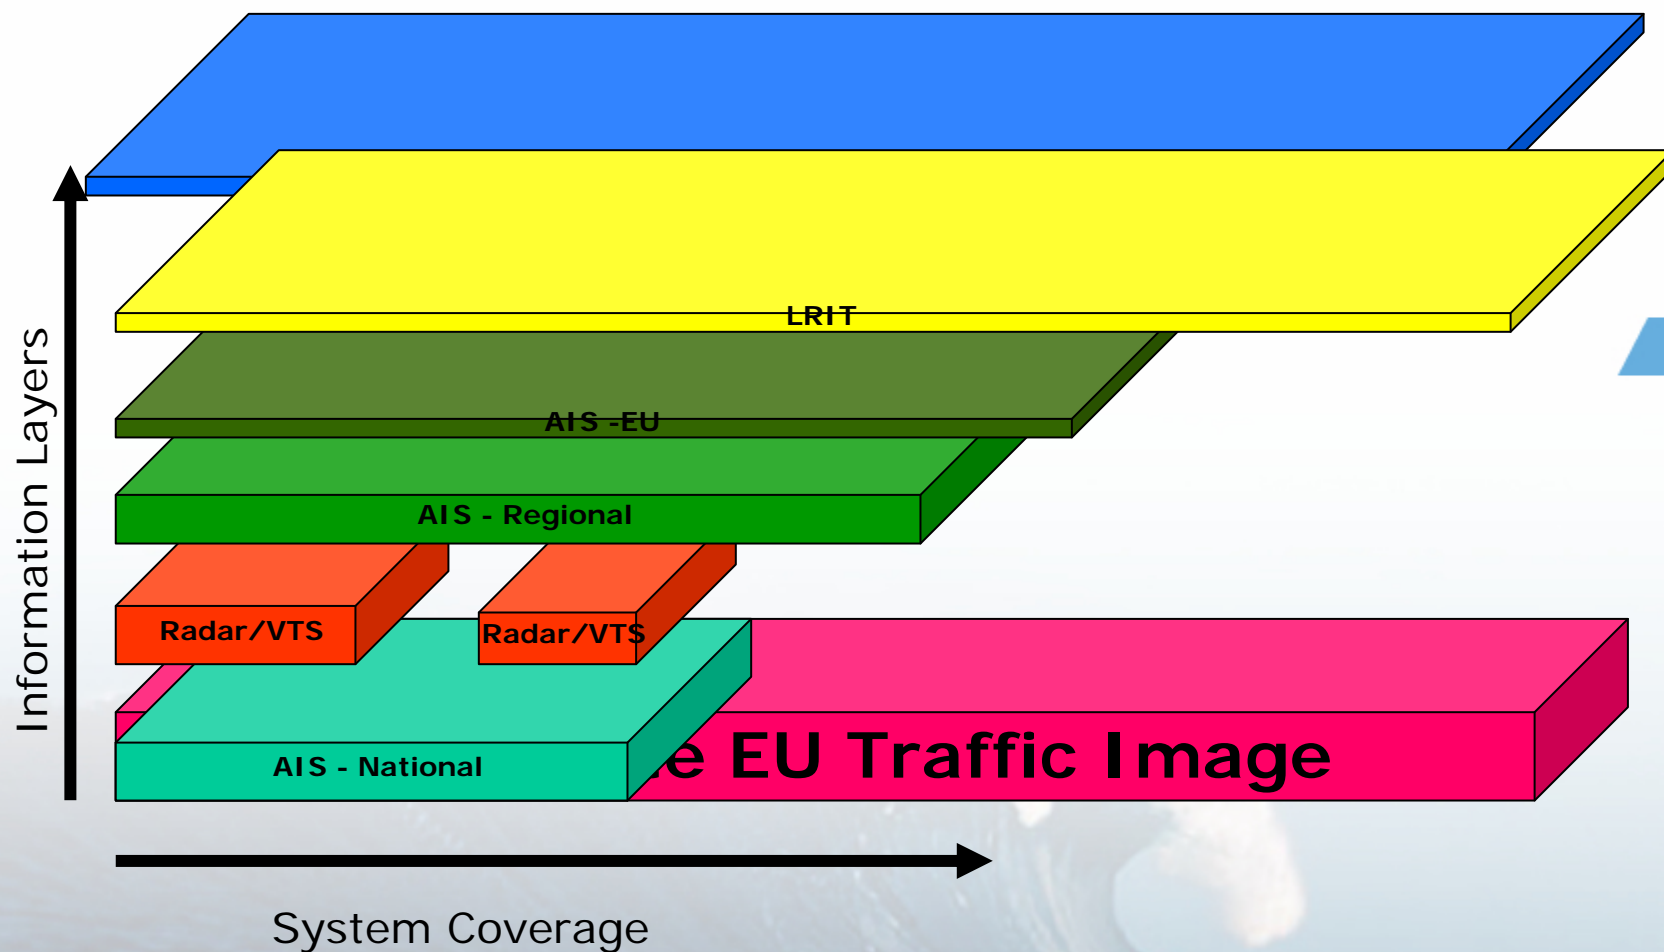 LRIT
AIS -EU
AIS - Regional
Radar/VTS
Radar/VTS
EU Traffic Image
AIS - National
Information Layers
System Coverage